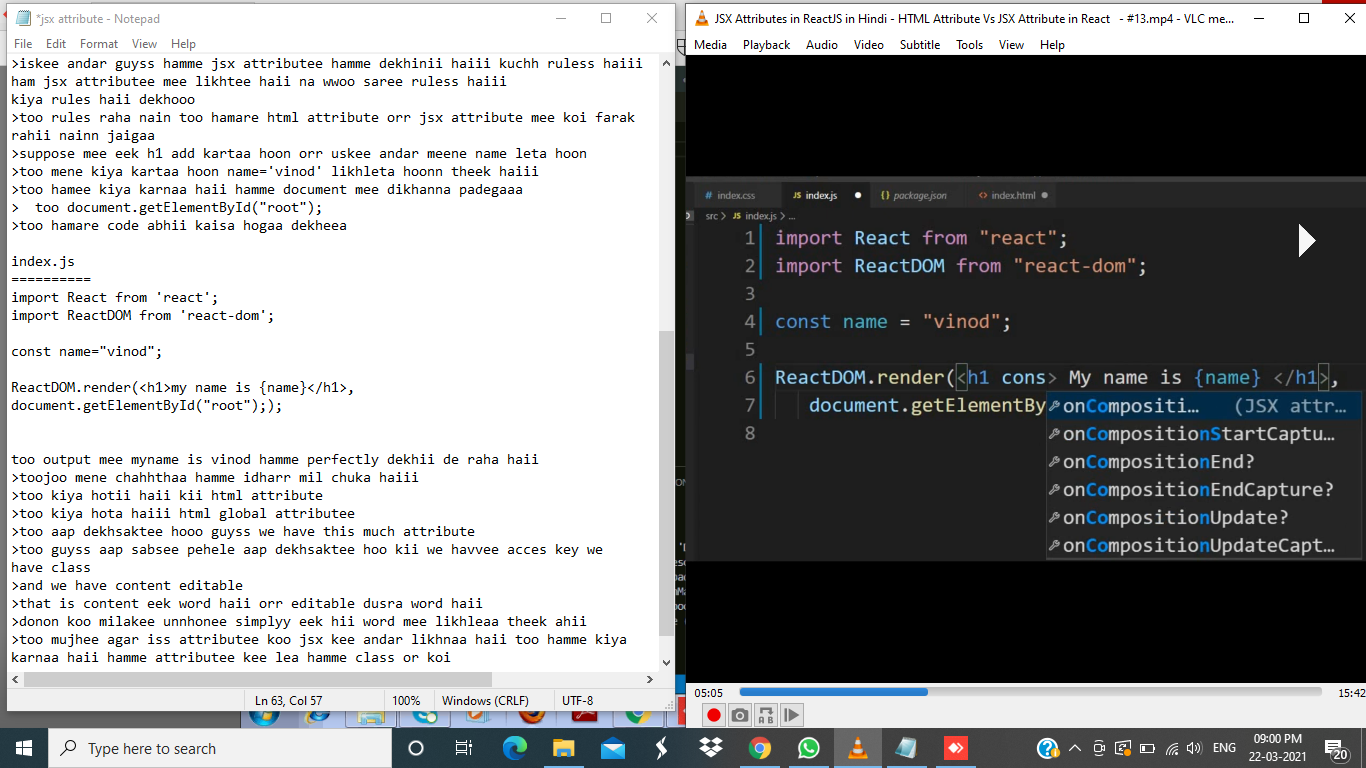 *jsx attribute - Notepad
File Edit Format View Help
>iskee andar guyss hamme jsx attributee hamme dekhinii haiii kuchh ruless haiii
ham jsx attributee mee likhtee haii na wwoo saree ruless haiii
kiya rules haii dekhooo
>too rules raha nain too hamare html attribute orr jsx attribute mee koi farak
rahii nainn jaigaa
>suppose mee eek h1 add kartaa hoon orr uskee andar meene name leta hoon
>too mene kiya kartaa hoon name='vinod' likhleta hoonn theek haiii
>too hamee kiya karnaa haii hamme document mee dikhanna padegaaa
>  too document.getElementById("root");
>too hamare code abhii kaisa hogaa dekheea
index.js
==========
import React from 'react';
import ReactDOM from 'react-dom';
const name="vinod";
ReactDOM.render(<h1>my name is {name}</h1>,
document.getElementById("root"););
too output mee myname is vinod hamme perfectly dekhii de raha haii
>toojoo mene chahhthaa hamme idharr mil chuka haiii
>too kiya hotii haii kii html attribute
>too kiya hota haiii html global attributee
>too aap dekhsaktee hooo guyss we have this much attribute
>too guyss aap sabsee pehele aap dekhsaktee hoo kii we havvee acces key we
have class
>and we have content editable
>that is content eek word haii orr editable dusra word haii
>donon koo milakee unnhonee simplyy eek hii word mee likhleaa theek ahii
>too mujhee agar iss attributee koo jsx kee andar likhnaa haii too hamme kiya
karnaa haii hamme attributee kee lea hamme class or koi
Ln 63, Col 57 100% Windows (CRLF) UTF-8
JSX Attributes in ReactJS in Hindi - HTML Attribute Vs JSX Attribute in React - #13.mp4 - VLC me...
Media Playback Audio Video Subtitle Tools View Help
# index.css JS index.js {} package.json <> index.html
src > JS index.js > ...
1 import React from "react";
2 import ReactDOM from "react-dom";
3
4 const name = "vinod";
5
6 ReactDOM.render(<h1 cons> My name is {name} </h1>,
7 document.getElementBy
8
onCompositi… (JSX attr…
onCompositionStartCaptu…
onCompositionEnd?
onCompositionEndCapture?
onCompositionUpdate?
onCompositionUpdateCapt…
05:05 15:42
Type here to search
ENG
09:00 PM
22-03-2021
20